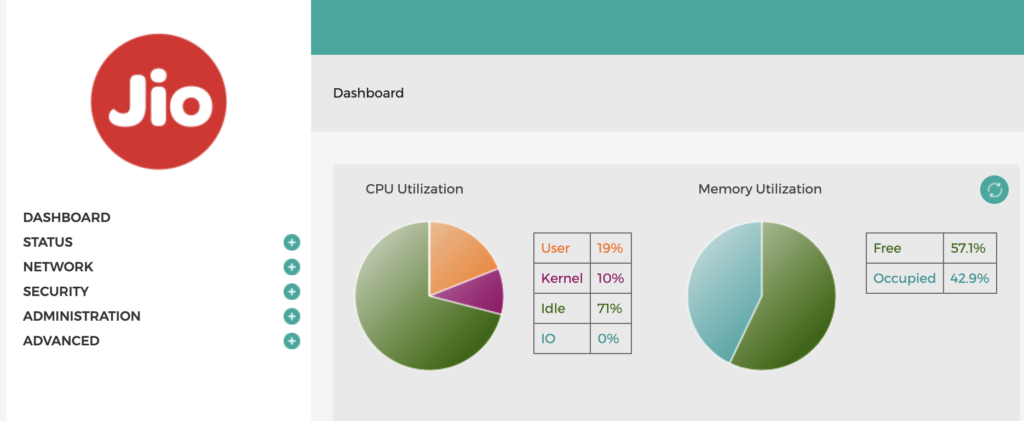 Jio
DASHBOARD
STATUS
NETWORK
SECURITY
ADMINISTRATION
ADVANCED
Dashboard
CPU Utilization
User 19%
Kernel 10%
Idle 71%
IO 0%
Memory Utilization
Free 57.1%
Occupied 42.9%